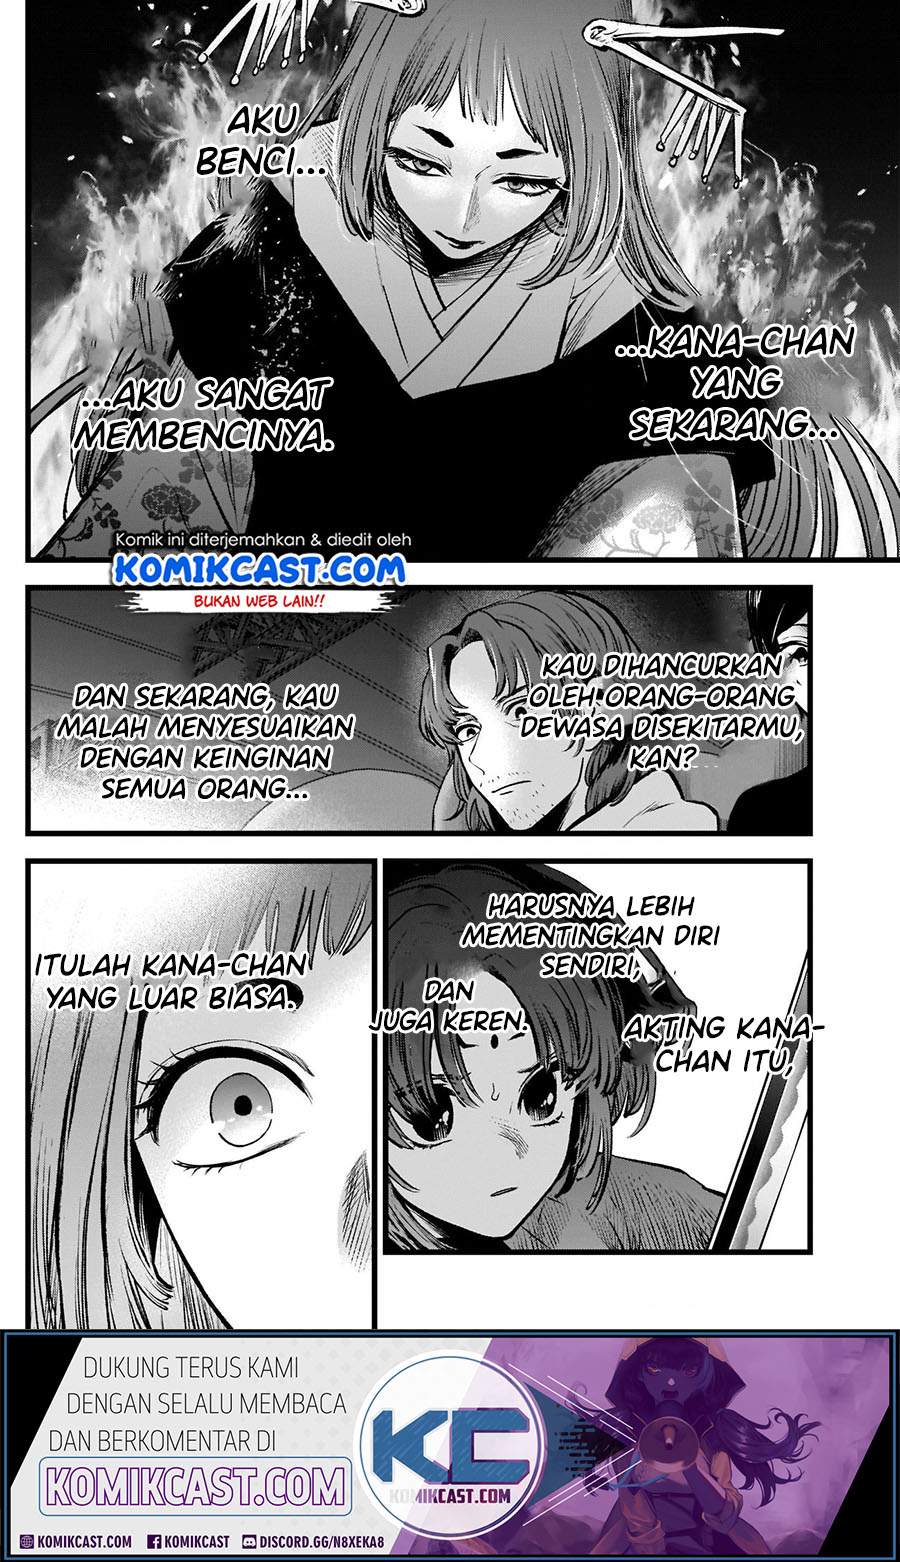 AKU
BENCI...
...KANA-CHAN
YANG
SEKARANG...
...AKU SANGAT
MEMBENCINYA.
Komik ini diterjemahkan & diedit oleh
KOMIKCAST.COM
BUKAN WEB LAIN!!
KAU DIHANCURKAN
OLEH ORANG-ORANG
DEWASA DISEKITARMU,
KAN?
DAN SEKARANG, KAU
MALAH MENYESUAIKAN
DENGAN KEINGINAN
SEMUA ORANG...
AKTING KANA-
CHAN ITU,
HARUSNYA LEBIH
MEMENTINGKAN DIRI
SENDIRI,
DAN
JUGA KEREN.
ITULAH KANA-CHAN
YANG LUAR BIASA.
DUKUNG TERUS KAMI
DENGAN SELALU MEMBACA
DAN BERKOMENTAR DI
KOMIKCAST.COM
KOMIKCAST.COM KOMIKCAST DISCORD.GG/N8XEKA8
KC
KOMIKCAST.COM